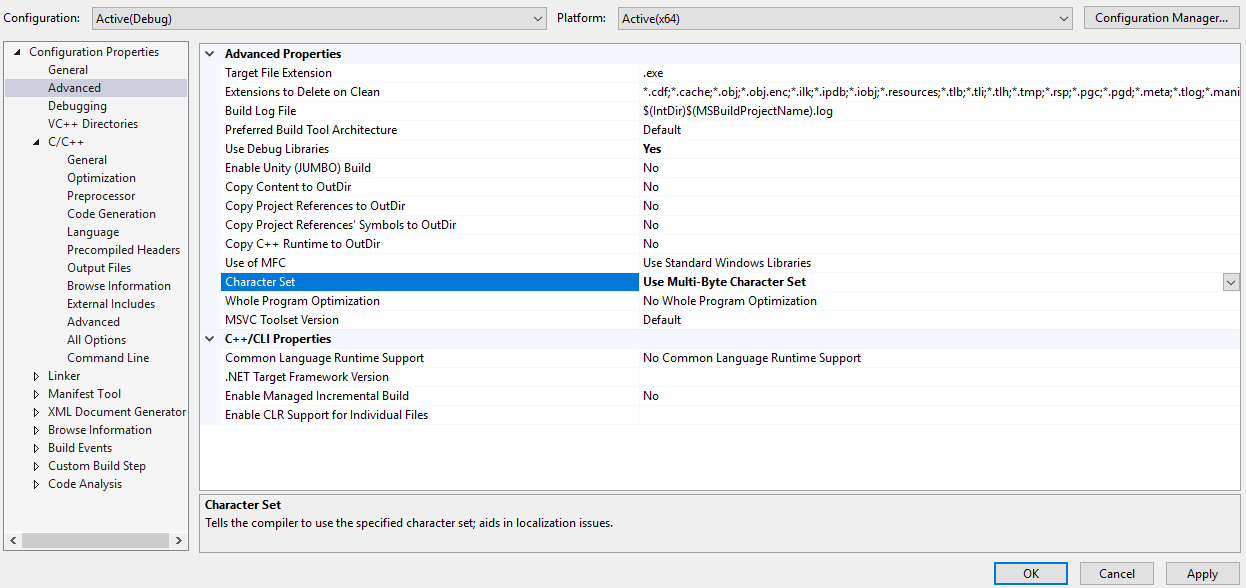 Configuration: Active(Debug) Platform: Active(x64) Configuration Manager...
Configuration Properties
General
Advanced
Debugging
VC++ Directories
C/C++
General
Optimization
Preprocessor
Code Generation
Language
Precompiled Headers
Output Files
Browse Information
External Includes
Advanced
All Options
Command Line
Linker
Manifest Tool
XML Document Generator
Browse Information
Build Events
Custom Build Step
Code Analysis
Advanced Properties
Target File Extension .exe
Extensions to Delete on Clean *.cdf;*.cache;*.obj;*.obj.enc;*.ilk;*.ipdb;*.iobj;*.resources;*.tlb;*.tli;*.tlh;*.tmp;*.rsp;*.pgc;*.pgd;*.meta;*.tlog;*.mani
Build Log File $(IntDir)$(MSBuildProjectName).log
Preferred Build Tool Architecture Default
Use Debug Libraries Yes
Enable Unity (JUMBO) Build No
Copy Content to OutDir No
Copy Project References to OutDir No
Copy Project References' Symbols to OutDir No
Copy C++ Runtime to OutDir No
Use of MFC Use Standard Windows Libraries
Character Set Use Multi-Byte Character Set
Whole Program Optimization No Whole Program Optimization
MSVC Toolset Version Default
C++/CLI Properties
Common Language Runtime Support No Common Language Runtime Support
.NET Target Framework Version
Enable Managed Incremental Build No
Enable CLR Support for Individual Files
Character Set
Tells the compiler to use the specified character set; aids in localization issues.
OK Cancel Apply